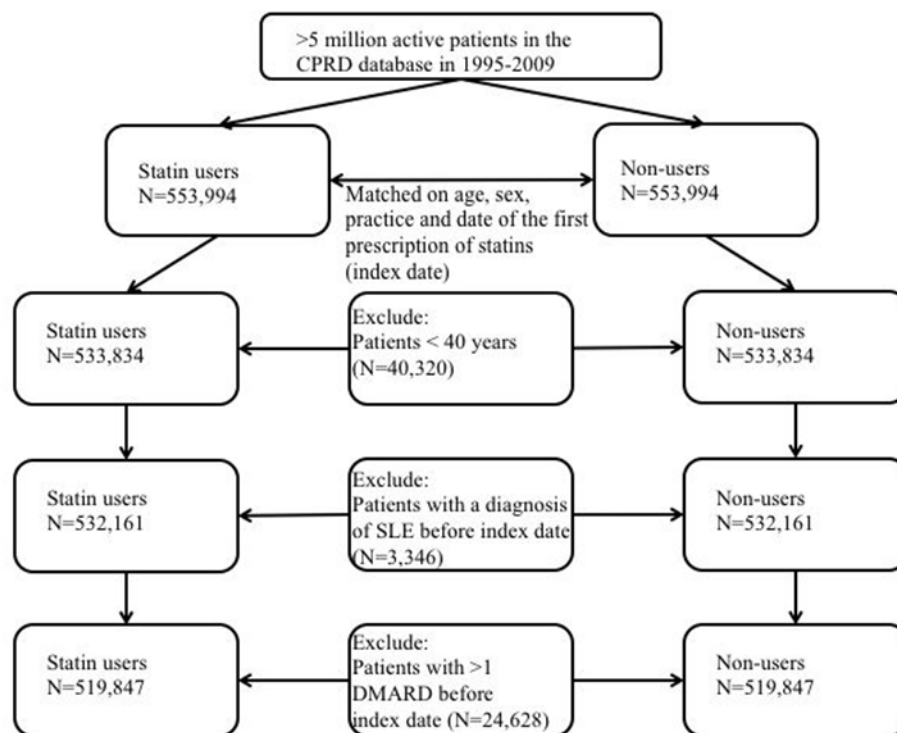 >5 million active patients in the
CPRD database in 1995-2009
Statin users
N=553,994
Non-users
N=553,994
Matched on age, sex,
practice and date of the first
prescription of statins
(index date)
Statin users
N=533,834
Exclude:
Patients < 40 years
(N=40,320)
Non-users
N=533,834
Statin users
N=532,161
Exclude:
Patients with a diagnosis
of SLE before index date
(N=3,346)
Non-users
N=532,161
Statin users
N=519,847
Exclude:
Patients with >1
DMARD before
index date (N=24,628)
Non-users
N=519,847